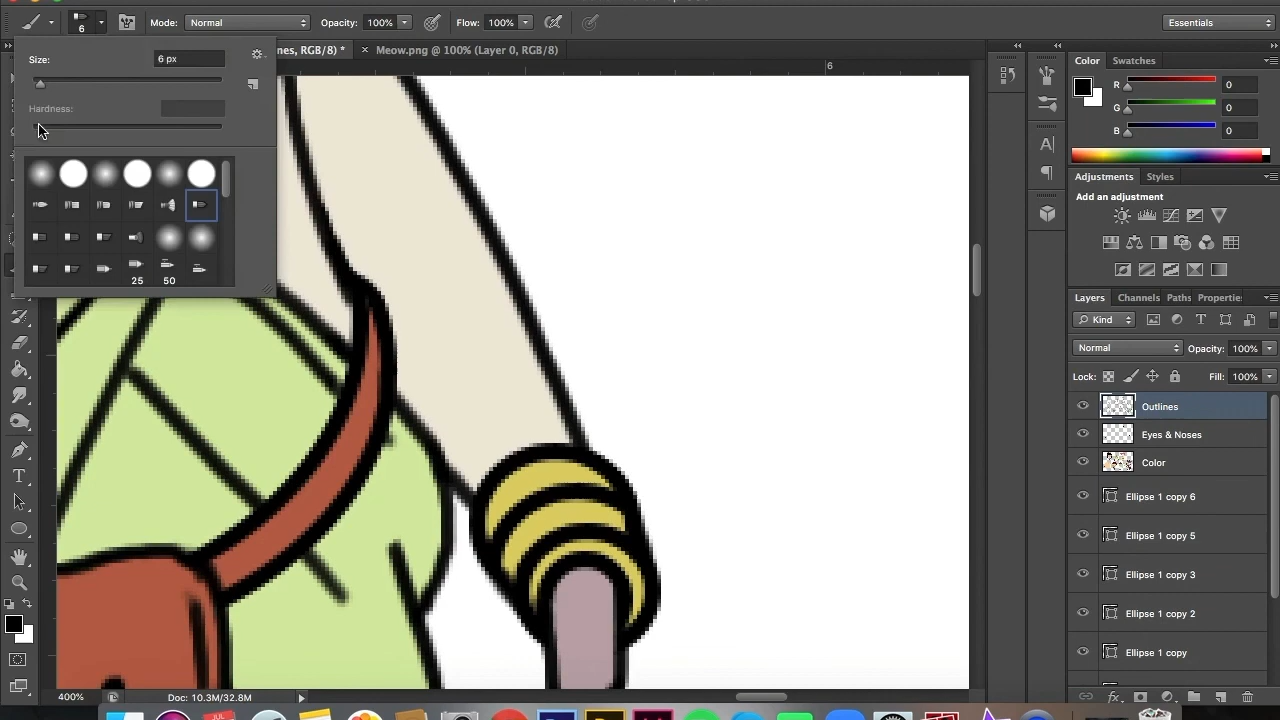 6
Mode: Normal
Opacity: 100%
Flow: 100%
Essentials
nes, RGB/8) *
× Meow.png @ 100% (Layer 0, RGB/8)
Size: 6 px
Hardness:
25 50
6
Color Swatches
R 0
G 0
B 0
Adjustments Styles
Add an adjustment
Layers Channels Paths Propertie
Kind
Normal Opacity: 100%
Lock: Fill: 100%
Outlines
Eyes & Noses
Color
Ellipse 1 copy 6
Ellipse 1 copy 5
Ellipse 1 copy 3
Ellipse 1 copy 2
Ellipse 1 copy
400% Doc: 10.3M/32.8M
JUL